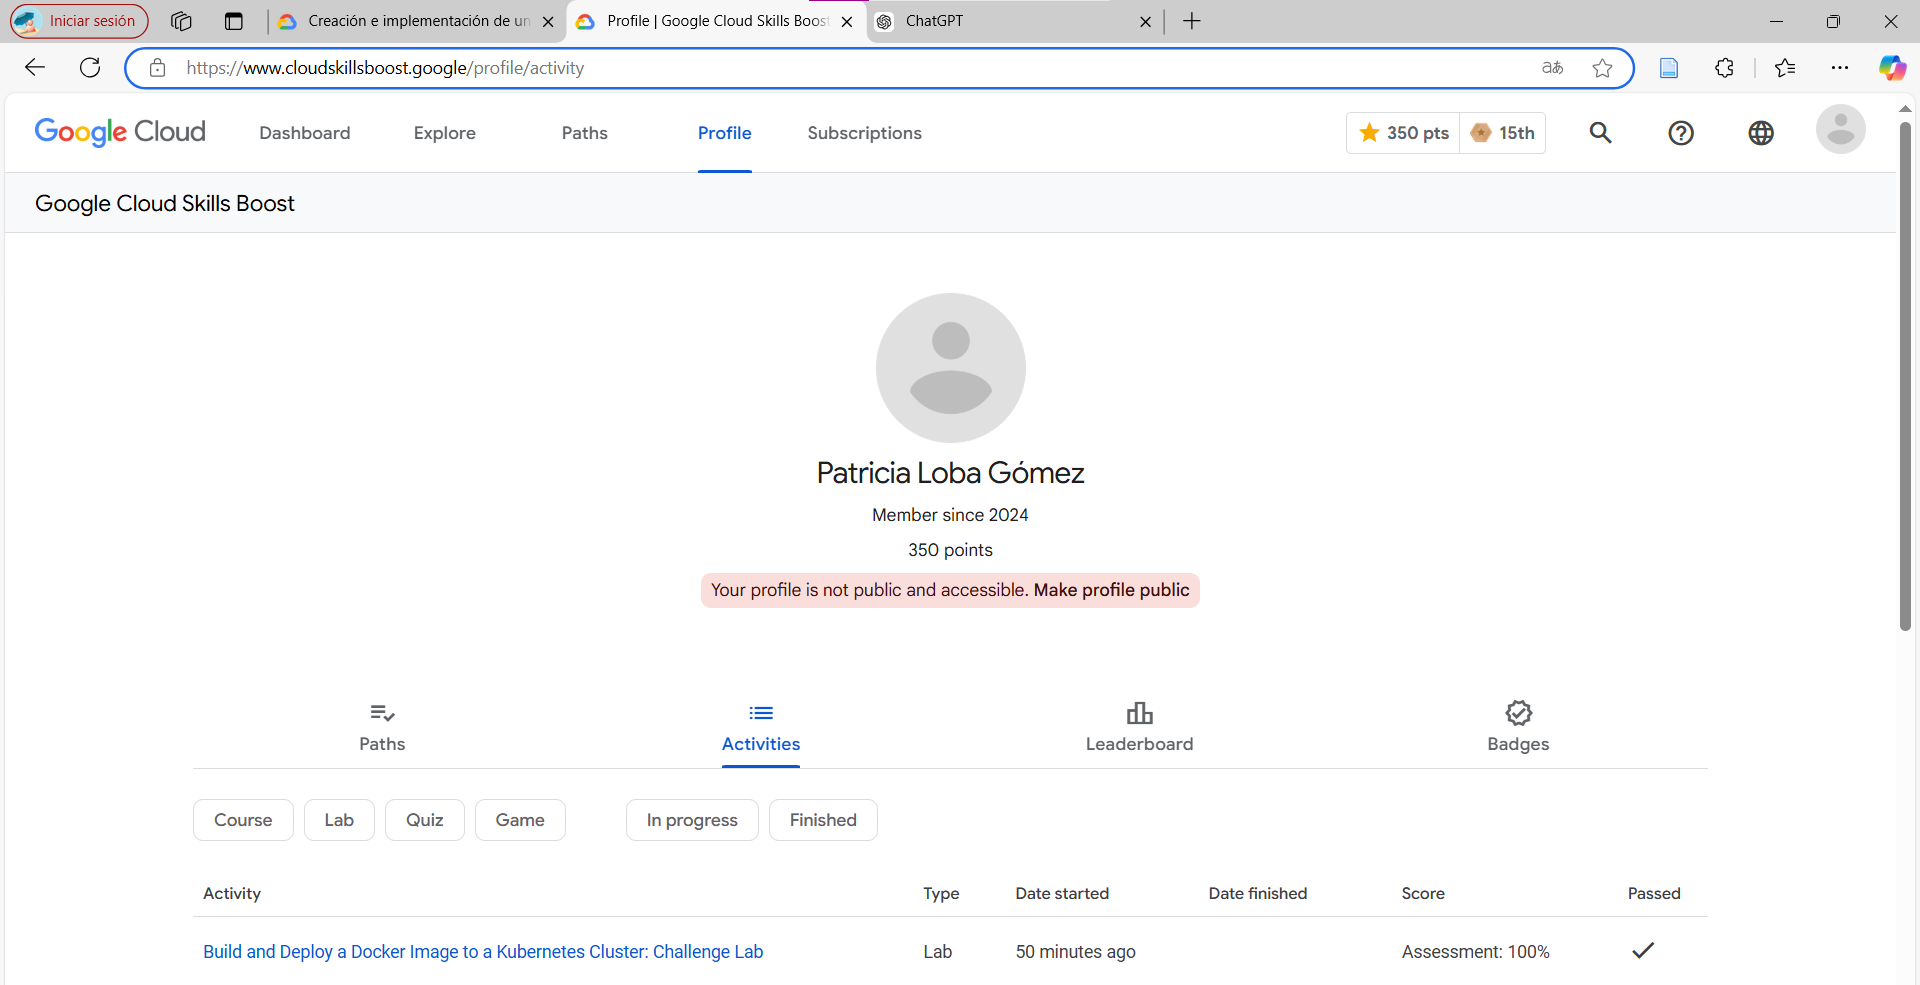 Iniciar sesión
Creación e implementación de un
Profile | Google Cloud Skills Boost
ChatGPT
https://www.cloudskillsboost.google/profile/activity
Google Cloud
Dashboard
Explore
Paths
Profile
Subscriptions
350 pts
15th
Google Cloud Skills Boost
Patricia Loba Gómez
Member since 2024
350 points
Your profile is not public and accessible. Make profile public
Paths
Activities
Leaderboard
Badges
Course
Lab
Quiz
Game
In progress
Finished
Activity Type Date started Date finished Score Passed
Build and Deploy a Docker Image to a Kubernetes Cluster: Challenge Lab Lab 50 minutes ago Assessment: 100%